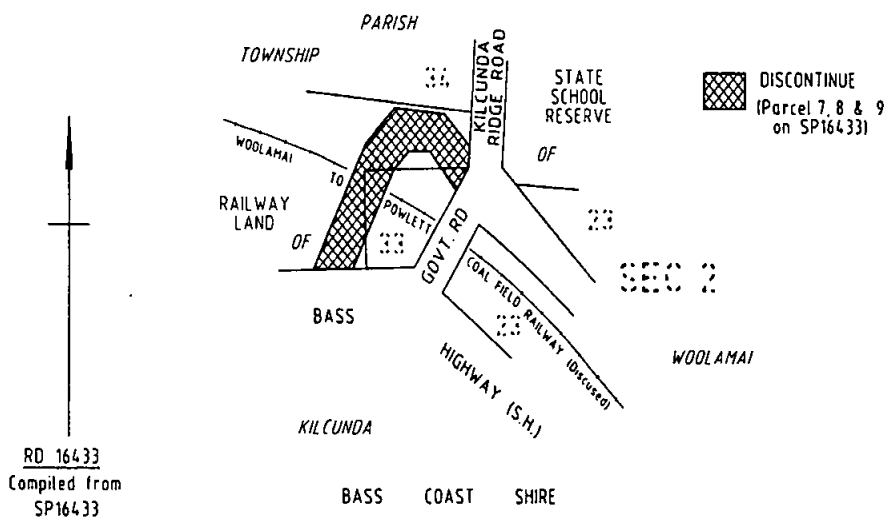 PARISH
TOWNSHIP
34
KILCUNDA
RIDGE ROAD
STATE
SCHOOL
RESERVE
DISCONTINUE
(Parcel 7, 8 & 9
on SP16433)
WOOLAMAI
TO
OF
RAILWAY
LAND
OF
33
POWLETT
GOVT. RD
23
SEC 2
COAL FIELD RAILWAY (Discused)
23
BASS
HIGHWAY (S.H.)
WOOLAMAI
KILCUNDA
RD 16433
Compiled from
SP16433
BASS COAST SHIRE